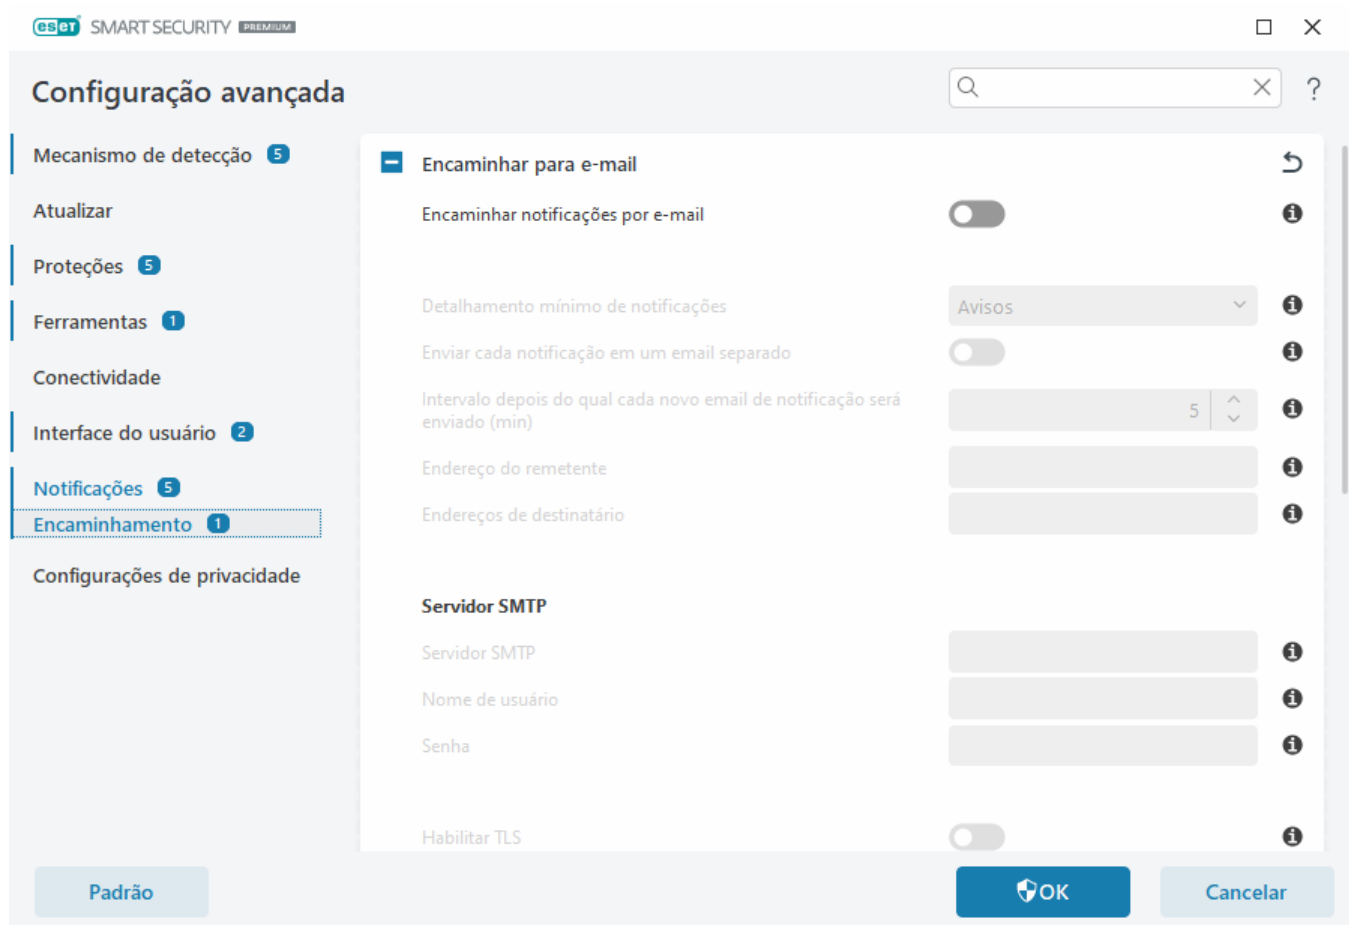 eset SMART SECURITY PREMIUM
Configuração avançada
?
Mecanismo de detecção 5
Atualizar
Proteções 5
Ferramentas 1
Conectividade
Interface do usuário 2
Notificações 5
Encaminhamento 1
Configurações de privacidade
Encaminhar para e-mail
Encaminhar notificações por e-mail
Detalhamento mínimo de notificações
Avisos
Enviar cada notificação em um email separado
Intervalo depois do qual cada novo email de notificação será
enviado (min)
5
Endereço do remetente
Endereços de destinatário
Servidor SMTP
Servidor SMTP
Nome de usuário
Senha
Habilitar TLS
Padrão
OK
Cancelar